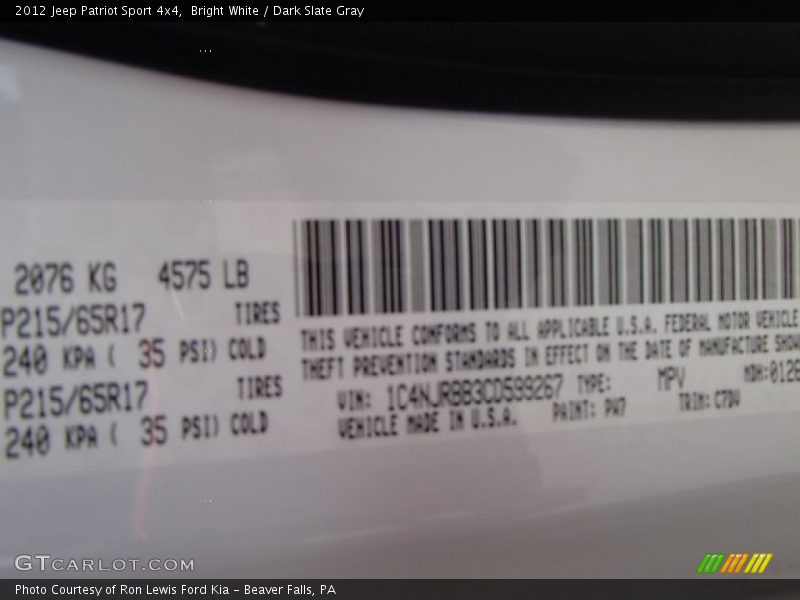 2012 Jeep Patriot Sport 4x4,  Bright White / Dark Slate Gray
2076 KG 4575 LB
P215/65R17 TIRES
240 KPA ( 35 PSI) COLD
P215/65R17 TIRES
240 KPA ( 35 PSI) COLD
THIS VEHICLE CONFORMS TO ALL APPLICABLE U.S.A. FEDERAL MOTOR VEHICLE
THEFT PREVENTION STANDARDS IN EFFECT ON THE DATE OF MANUFACTURE SHOW
VIN: 1C4NJRBB3CD599267 TYPE: MPV MDH:0126
VEHICLE MADE IN U.S.A. PAINT: PW7 TRIM: C7DV
GTCARLOT.COM
Photo Courtesy of Ron Lewis Ford Kia – Beaver Falls, PA